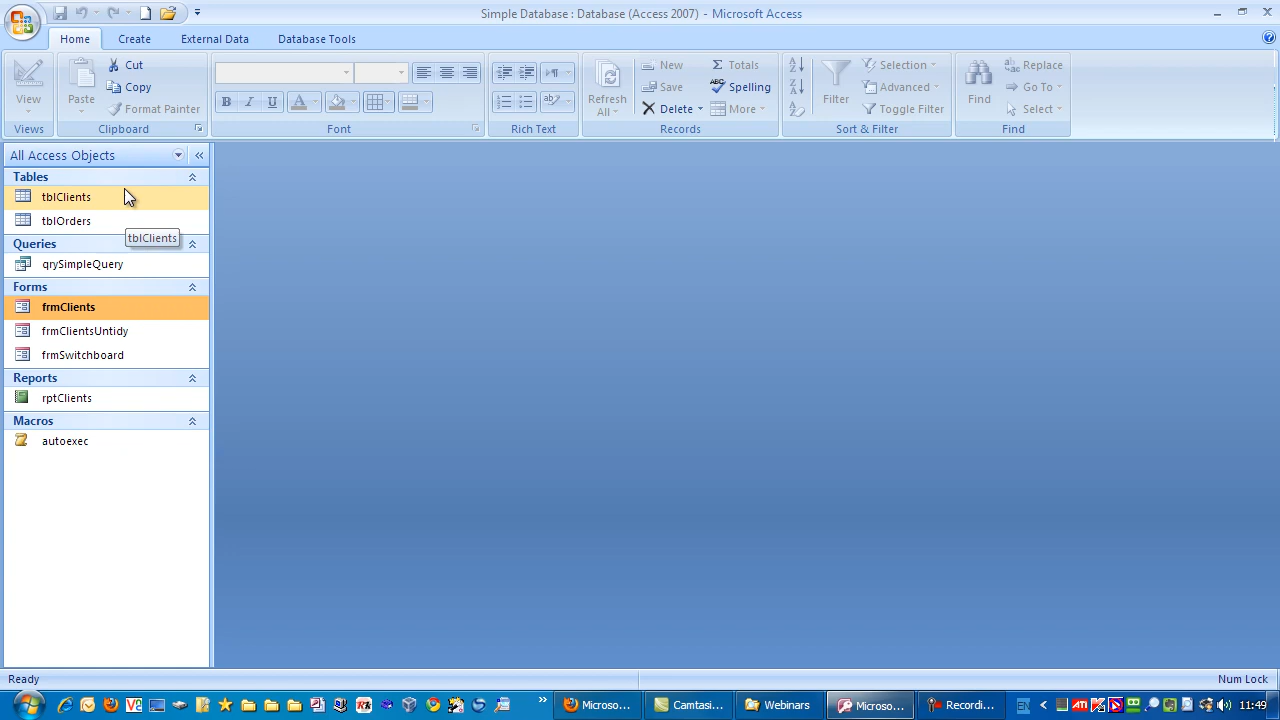 Simple Database : Database (Access 2007) - Microsoft Access
Home Create External Data Database Tools
View
Views
Paste
Cut
Copy
Format Painter
Clipboard
B I U A
Font
Rich Text
Refresh
All
New
Save
Delete
Totals
Spelling
More
Records
Filter
Selection
Advanced
Toggle Filter
Sort & Filter
Find
Replace
Go To
Select
Find
All Access Objects
Tables
tblClients
tblOrders
tblClients
Queries
qrySimpleQuery
Forms
frmClients
frmClientsUntidy
frmSwitchboard
Reports
rptClients
Macros
autoexec
Ready Num Lock
Microso... Camtasi... Webinars Microso... Recordi... EN 11:49